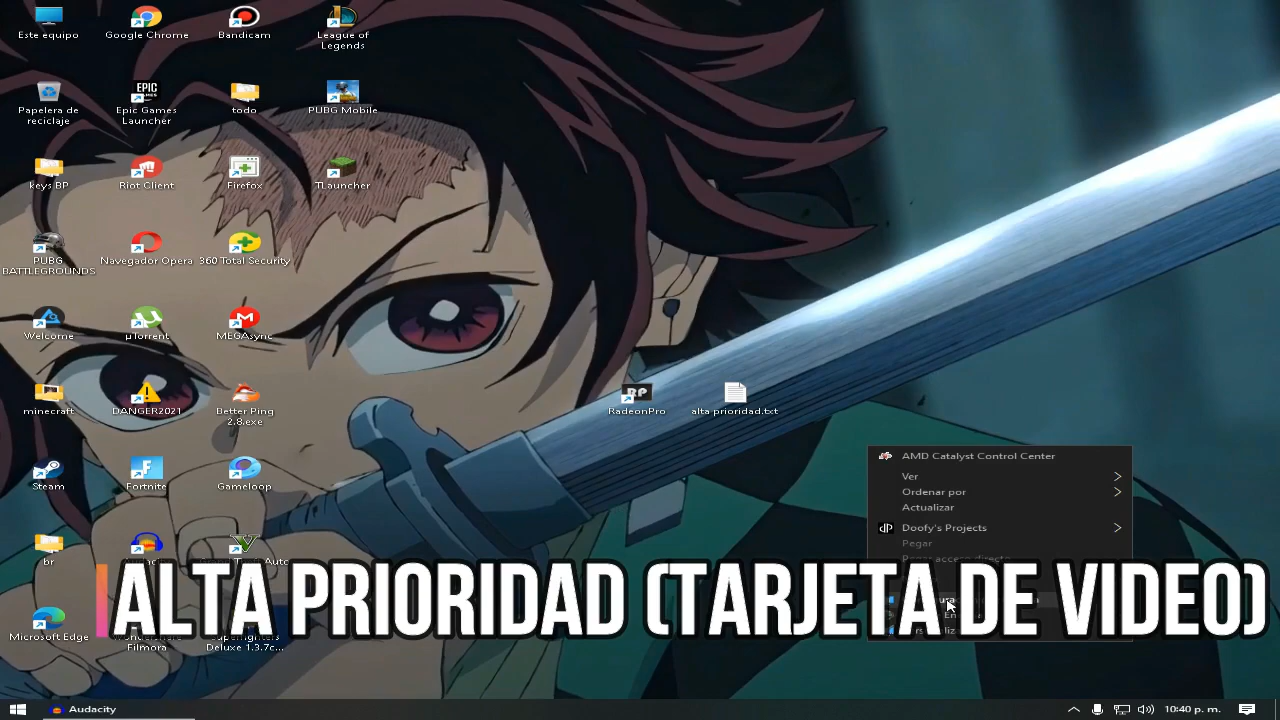 Este equipo
Google Chrome
Bandicam
League of
Legends
Papelera de
reciclaje
EPIC
GAMES
Epic Games
Launcher
todo
PUBG Mobile
keys BP
Riot Client
Firefox
TLauncher
PUBG
BATTLEGROUNDS
Navegador Opera
360 Total Security
Welcome
µTorrent
MEGAsync
minecraft
DANGER2021
Better Ping
2.8.exe
RP
RadeonPro
alta prioridad.txt
Steam
Fortnite
Gameloop
AMD Catalyst Control Center
Ver
Ordenar por
Actualizar
dP Doofy's Projects
Pegar
br
ALTA PRIORIDAD (TARJETA DE VIDEO)
Microsoft Edge
Filmora
Deluxe 1.3.7c...
Audacity
10:40 p. m.